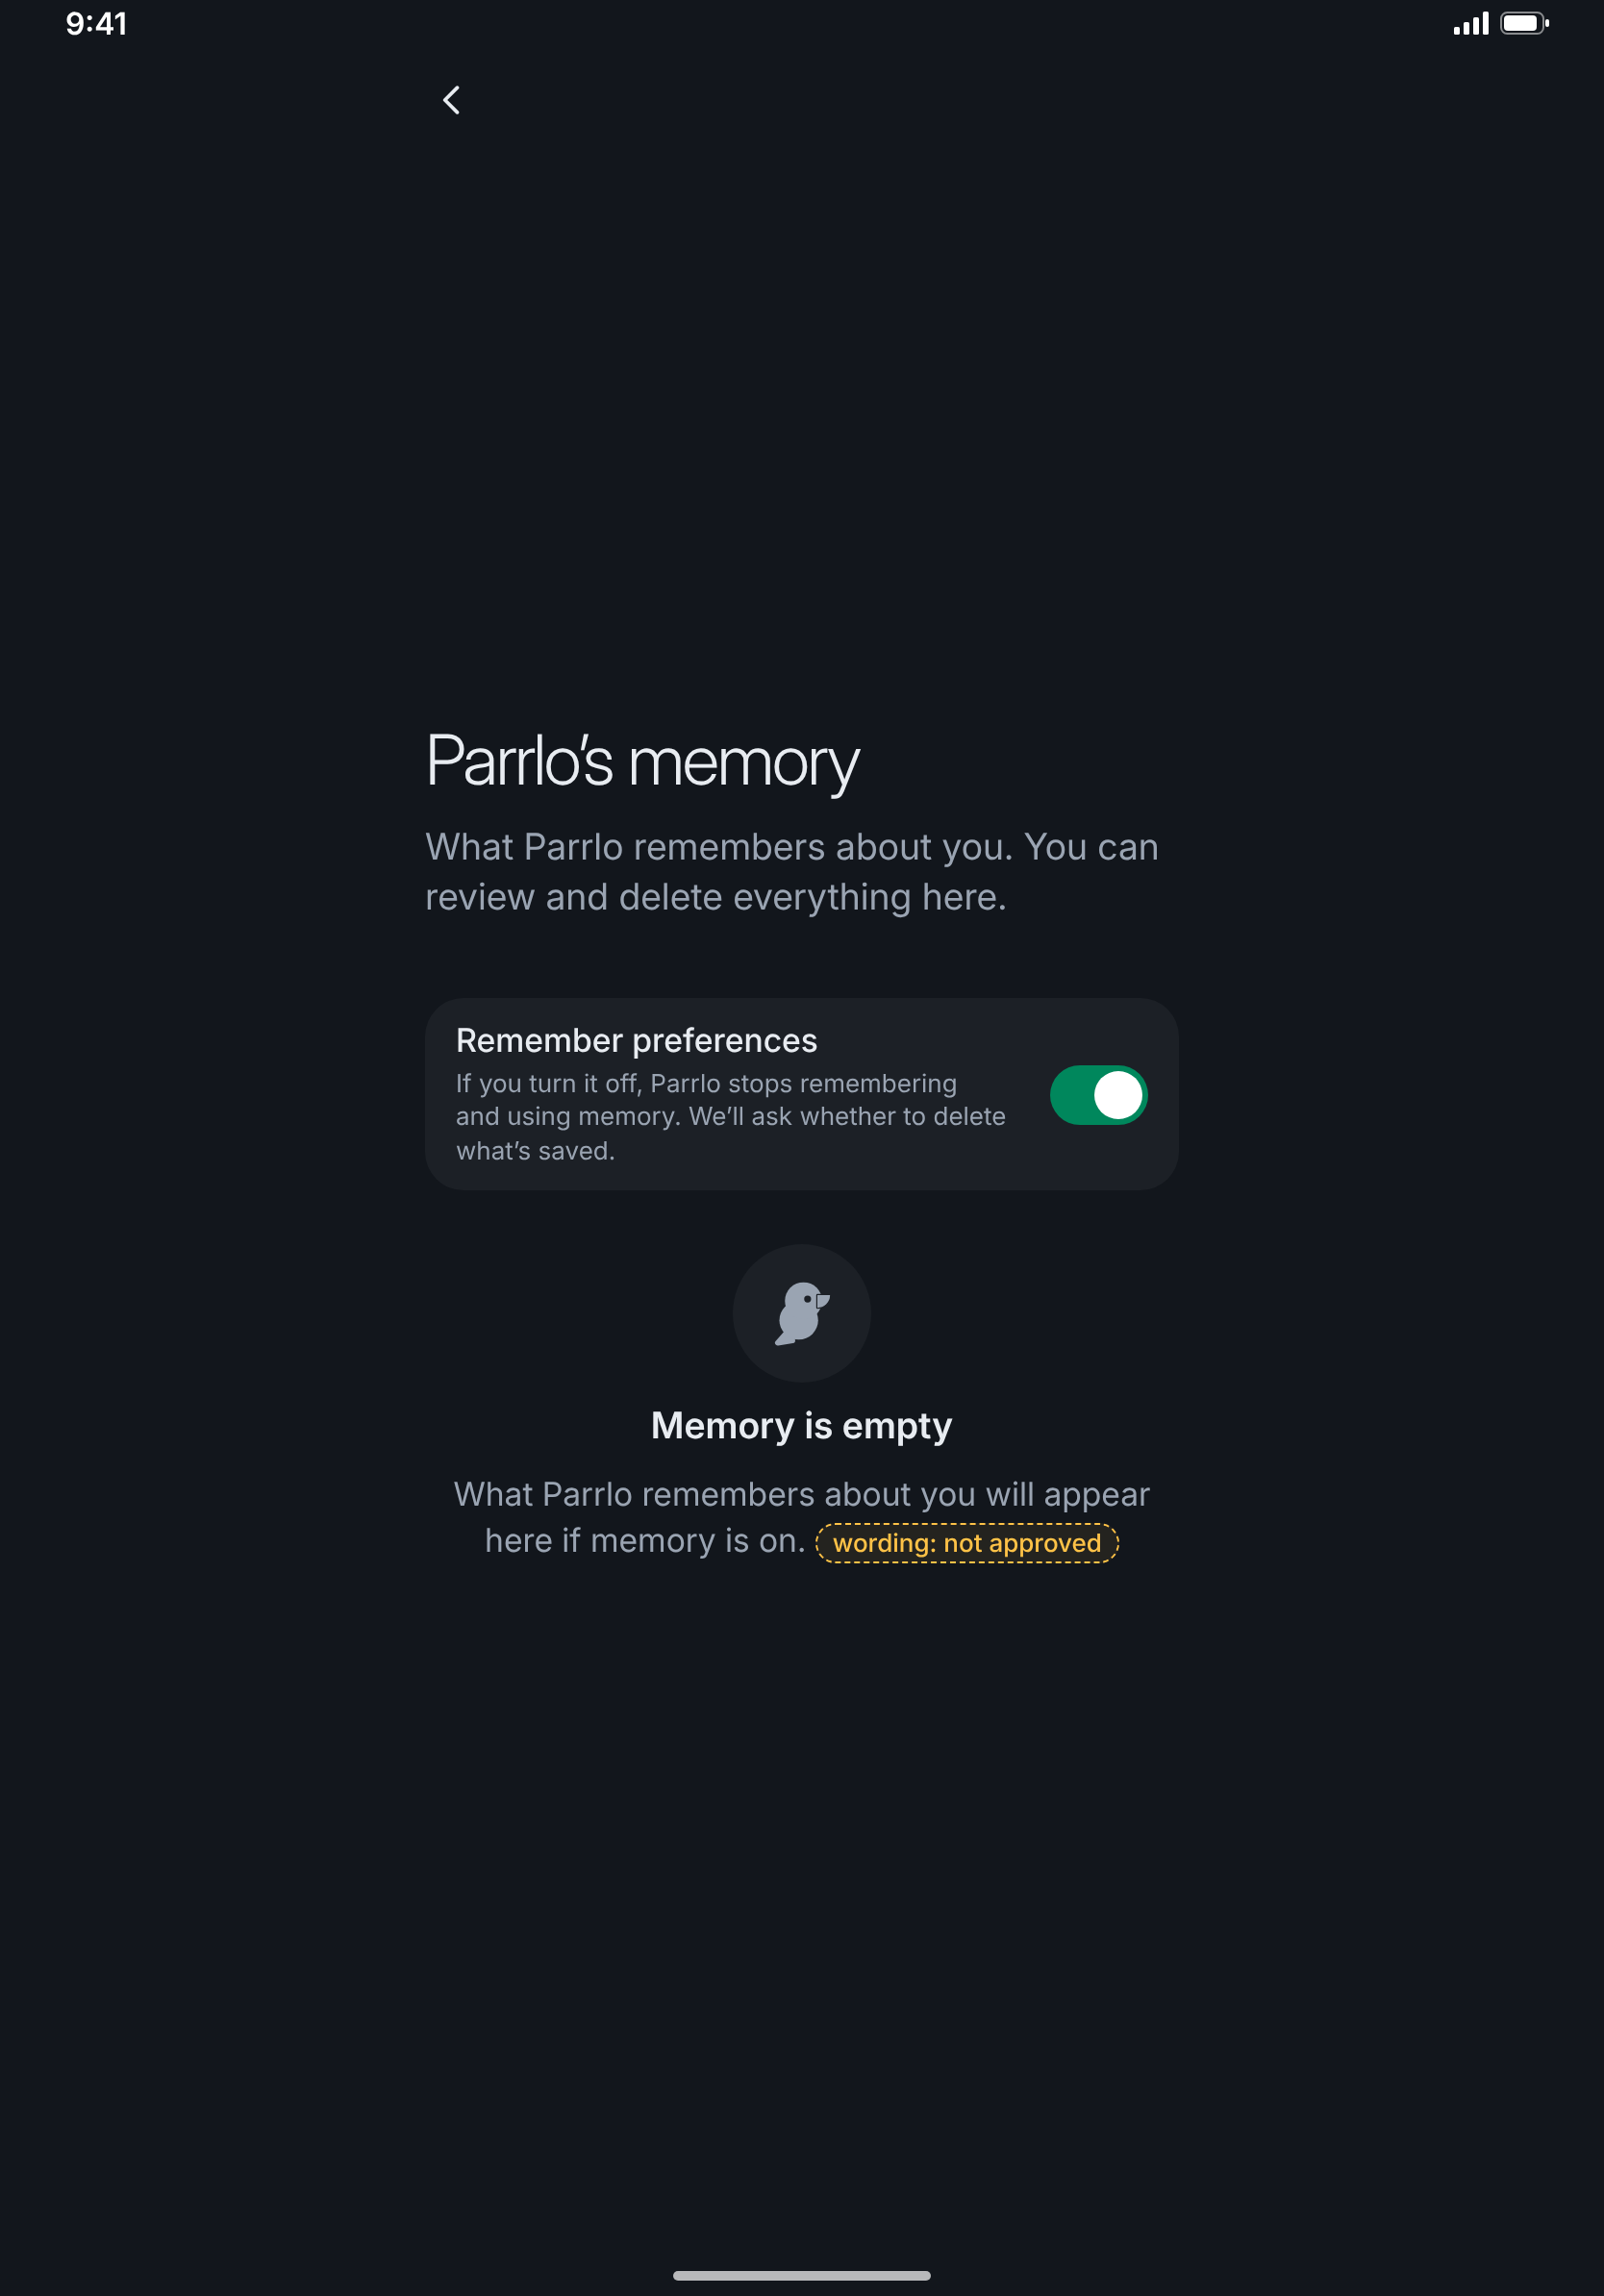 9:41
Parrlo’s memory
What Parrlo remembers about you. You can
review and delete everything here.
Remember preferences
If you turn it off, Parrlo stops remembering
and using memory. We’ll ask whether to delete
what’s saved.
Memory is empty
What Parrlo remembers about you will appear
here if memory is on. wording: not approved